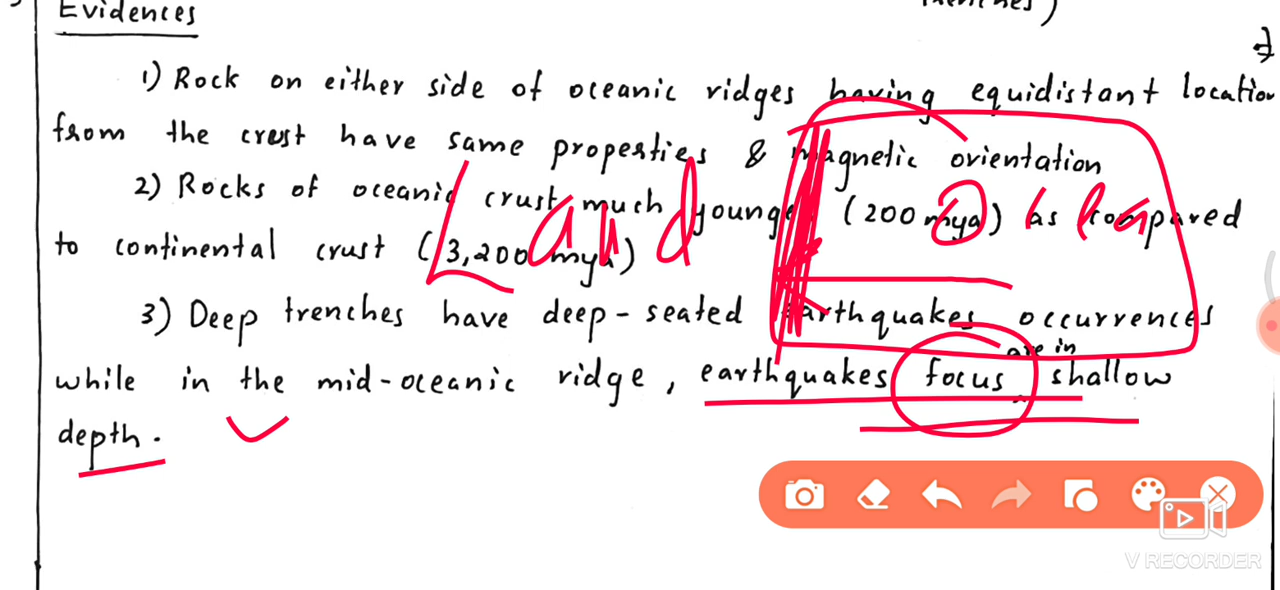 Evidences
1) Rock on either side of oceanic ridges having equidistant location
from the crest have same properties & magnetic orientation
2) Rocks of oceanic crust much younger (200 mya) as compared
to continental crust (3,200 mya)
3) Deep trenches have deep-seated earthquakes occurrences
while in the mid-oceanic ridge, earthquakes focus are in shallow
depth.
Land
V RECORDER